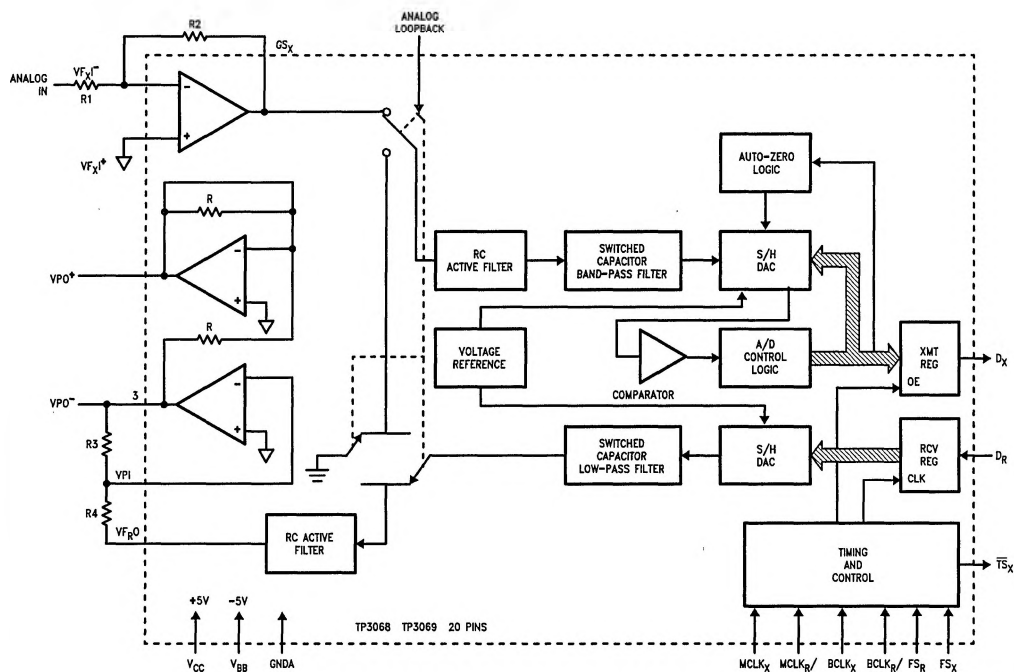 ANALOG
LOOPBACK
R2
GSX
ANALOG
IN
VFXI-
R1
VFXI+
-
+
AUTO-ZERO
LOGIC
R
-
+
VPO+
RC
ACTIVE FILTER
SWITCHED
CAPACITOR
BAND-PASS FILTER
S/H
DAC
R
VOLTAGE
REFERENCE
COMPARATOR
A/D
CONTROL
LOGIC
XMT
REG
OE
DX
VPO-
3
-
+
R3
VPI
R4
VFRO
SWITCHED
CAPACITOR
LOW-PASS FILTER
S/H
DAC
RCV
REG
CLK
DR
RC ACTIVE
FILTER
TIMING
AND
CONTROL
TSX
+5V
-5V
TP3068 TP3069 20 PINS
VCC
VBB
GNDA
MCLKX
MCLKR/
BCLKX
BCLKR/
FSR
FSX